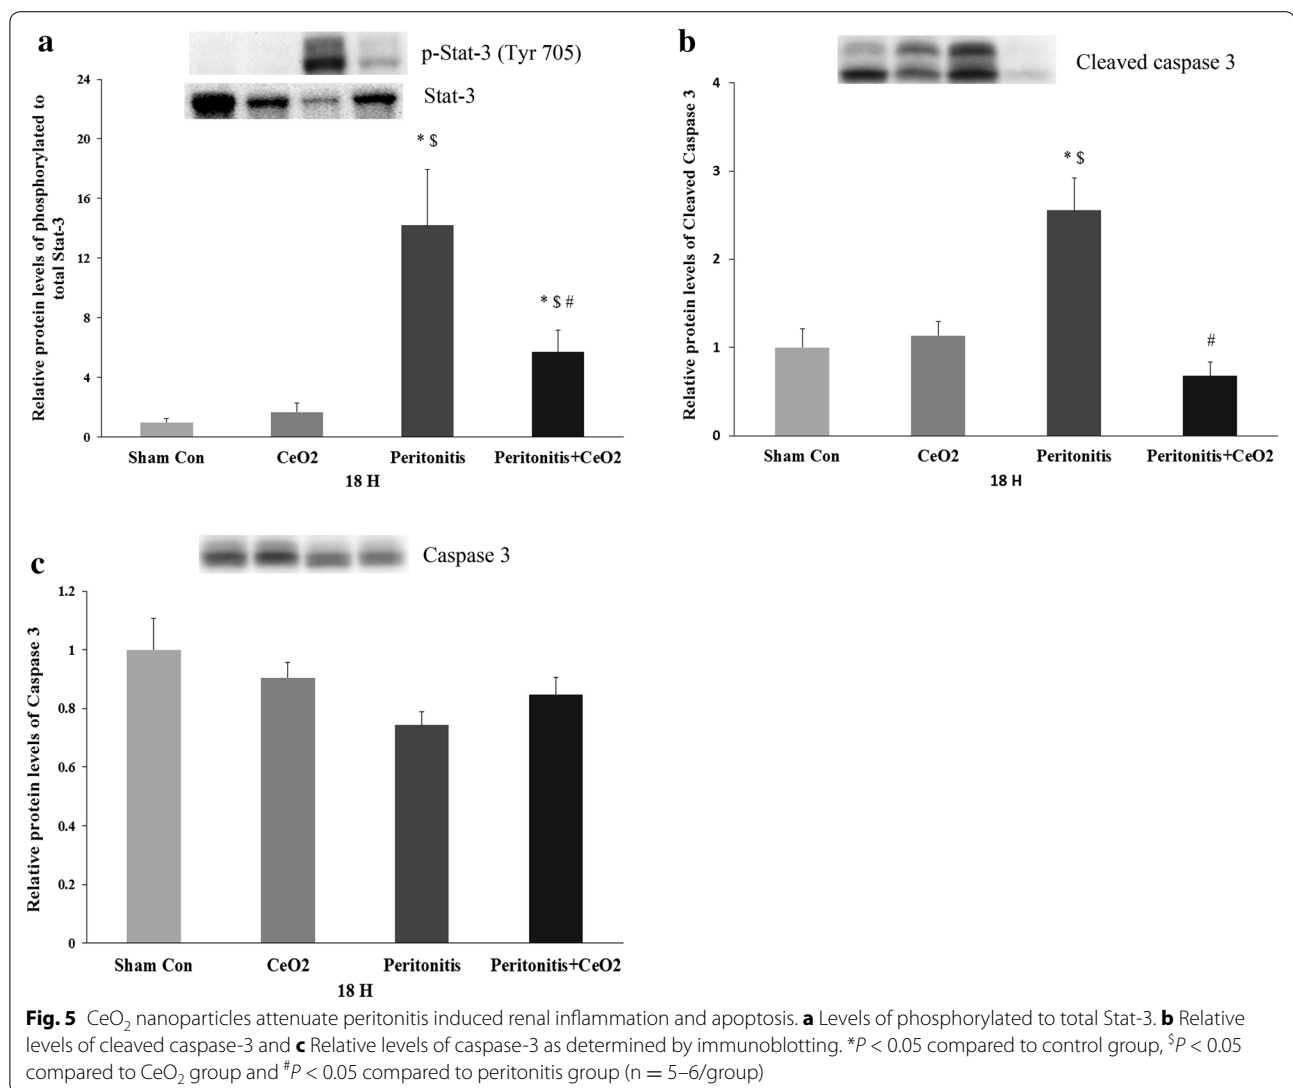 a
p-Stat-3 (Tyr 705)
Stat-3
Relative protein levels of phosphorylated to
total Stat-3
24
20
16
12
8
4
0
* $
* $ #
Sham Con CeO2 Peritonitis Peritonitis+CeO2
18 H
b
Cleaved caspase 3
Relative protein levels of Cleaved Caspase 3
4
3
2
1
0
* $
#
Sham Con CeO2 Peritonitis Peritonitis+CeO2
18 H
c
Caspase 3
Relative protein levels of Caspase 3
1.2
1
0.8
0.6
0.4
0.2
0
Sham Con CeO2 Peritonitis Peritonitis+CeO2
18 H
Fig. 5 CeO₂ nanoparticles attenuate peritonitis induced renal inflammation and apoptosis. a Levels of phosphorylated to total Stat-3. b Relative
levels of cleaved caspase-3 and c Relative levels of caspase-3 as determined by immunoblotting. *P < 0.05 compared to control group, $P < 0.05
compared to CeO₂ group and #P < 0.05 compared to peritonitis group (n = 5–6/group)